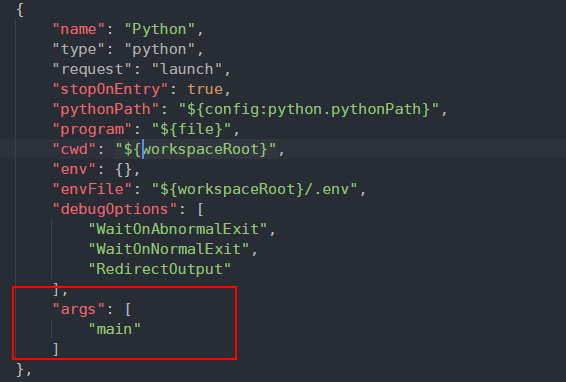 {
"name": "Python",
"type": "python",
"request": "launch",
"stopOnEntry": true,
"pythonPath": "${config:python.pythonPath}",
"program": "${file}",
"cwd": "${workspaceRoot}",
"env": {},
"envFile": "${workspaceRoot}/.env",
"debugOptions": [
"WaitOnAbnormalExit",
"WaitOnNormalExit",
"RedirectOutput"
],
"args": [
"main"
]
},